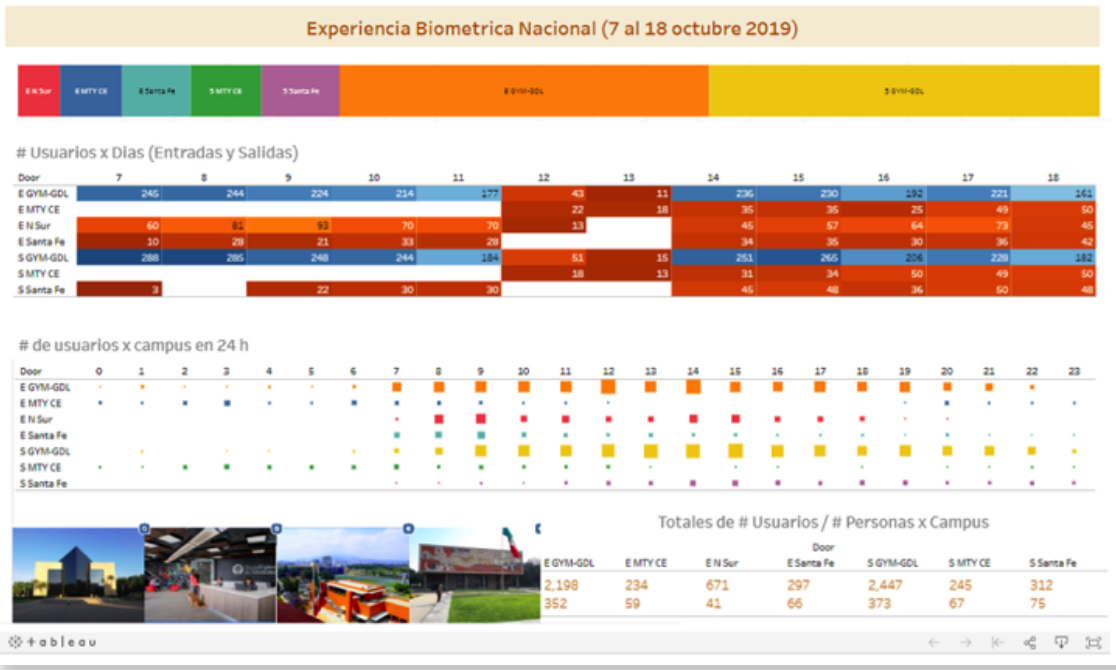 Experiencia Biometrica Nacional (7 al 18 octubre 2019)
E N Sur E MTY CE E Santa Fe S MTY CE S Santa Fe E GYM-GDL S GYM-GDL
# Usuarios x Dias (Entradas y Salidas)
Door 7 8 9 10 11 12 13 14 15 16 17 18
E GYM-GDL 245 244 224 214 177 43 11 236 230 192 221 161
E MTY CE 22 18 35 35 25 49 50
E N Sur 60 81 93 70 70 13 45 57 64 73 45
E Santa Fe 10 28 21 33 28 34 35 30 36 42
S GYM-GDL 288 285 248 244 184 51 15 251 265 206 228 182
S MTY CE 18 13 31 34 50 49 50
S Santa Fe 3 22 30 30 45 48 36 50 48
# de usuarios x campus en 24 h
Door 0 1 2 3 4 5 6 7 8 9 10 11 12 13 14 15 16 17 18 19 20 21 22 23
E GYM-GDL
E MTY CE
E N Sur
E Santa Fe
S GYM-GDL
S MTY CE
S Santa Fe
Totales de # Usuarios / # Personas x Campus
Door
E GYM-GDL E MTY CE E N Sur E Santa Fe S GYM-GDL S MTY CE S Santa Fe
2,198 234 671 297 2,447 245 312
352 59 41 66 373 67 75
+ableau